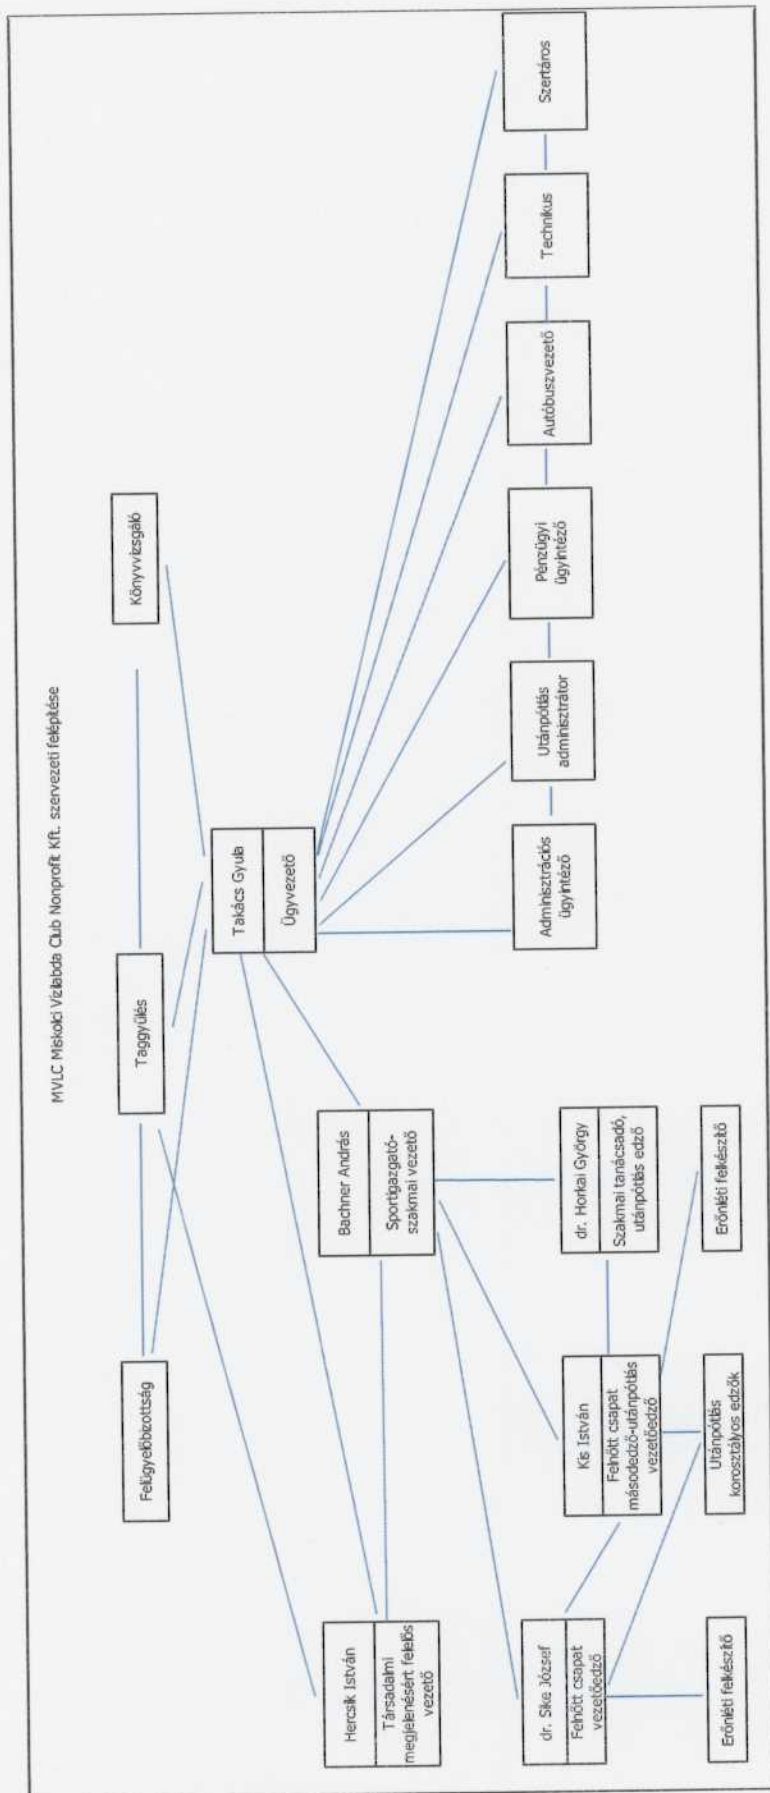 MVLC Miskolci Vízilabda Club Nonprofit Kft. szervezeti felépítése
Felügyelőbizottság
Taggyűlés
Könyvvizsgáló
Takács Gyula
Ügyvezető
Hercsik István
Társadalmi
megjelenésért felelős
vezető
Bachner András
Sportigazgató-
szakmai vezető
dr. Ske József
Felnőtt csapat
vezetőedző
Kis István
Felnőtt csapat
másodedző-utánpótlás
vezetőedző
dr. Horkai György
Szakmai tanácsadó,
utánpótlás edző
Adminisztrációs
ügyintéző
Utánpótlás
adminisztrátor
Pénzügyi
ügyintéző
Autóbuszvezető
Technikus
Szertáros
Erőnléti felkészítő
Utánpótlás
korosztályos edzők
Erőnléti felkészítő